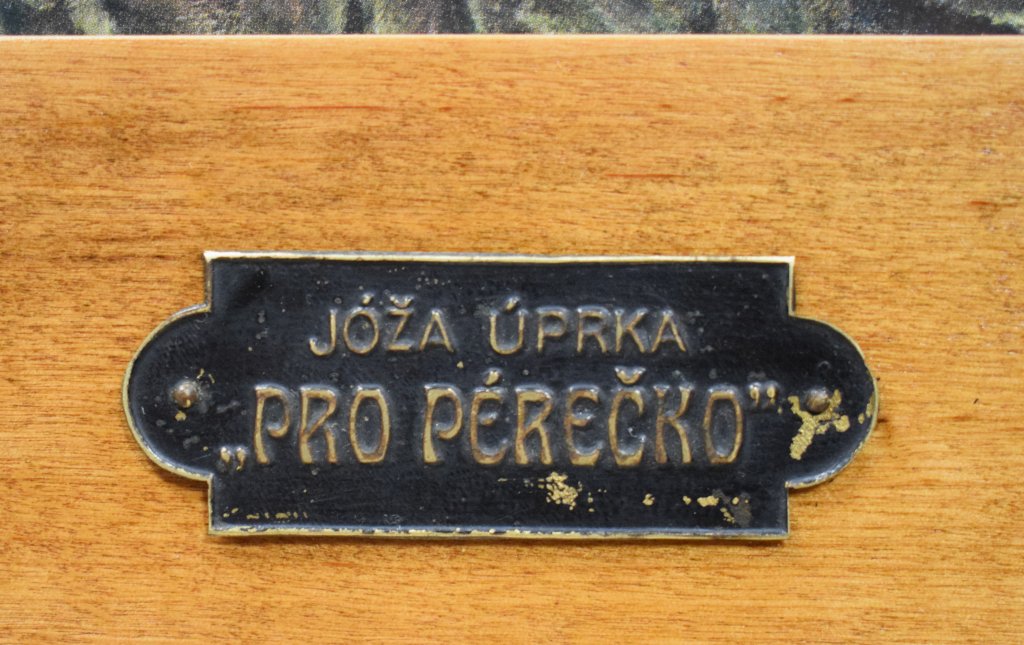 JÓŽA ÚPRKA
„PRO PÉREČKO”